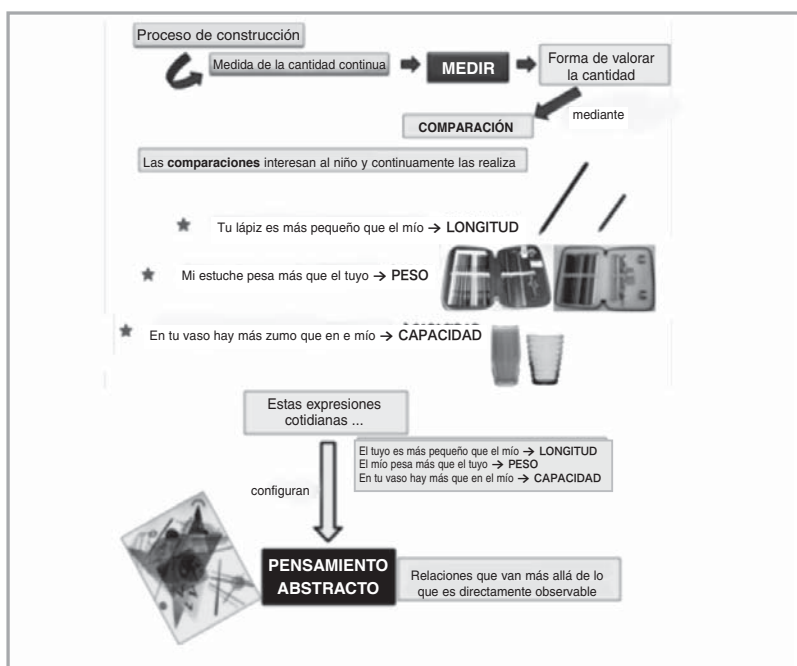 Proceso de construcción
Medida de la cantidad continua → MEDIR → Forma de valorar
la cantidad
mediante
COMPARACIÓN
Las comparaciones interesan al niño y continuamente las realiza
Tu lápiz es más pequeño que el mío → LONGITUD
Mi estuche pesa más que el tuyo → PESO
En tu vaso hay más zumo que en e mío → CAPACIDAD
Estas expresiones
cotidianas ...
El tuyo es más pequeño que el mío → LONGITUD
El mío pesa más que el tuyo → PESO
En tu vaso hay más que en el mío → CAPACIDAD
configuran
PENSAMIENTO
ABSTRACTO
Relaciones que van más allá de lo
que es directamente observable